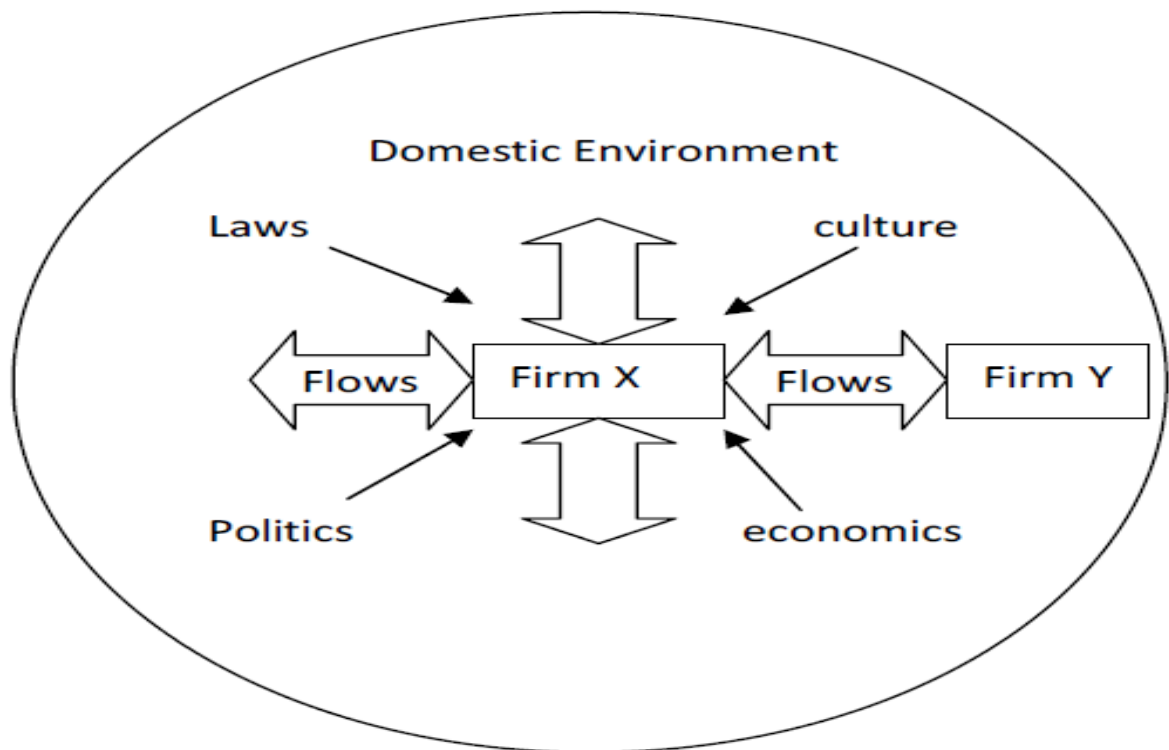 Domestic Environment
Laws
culture
Flows
Firm X
Flows
Firm Y
Politics
economics